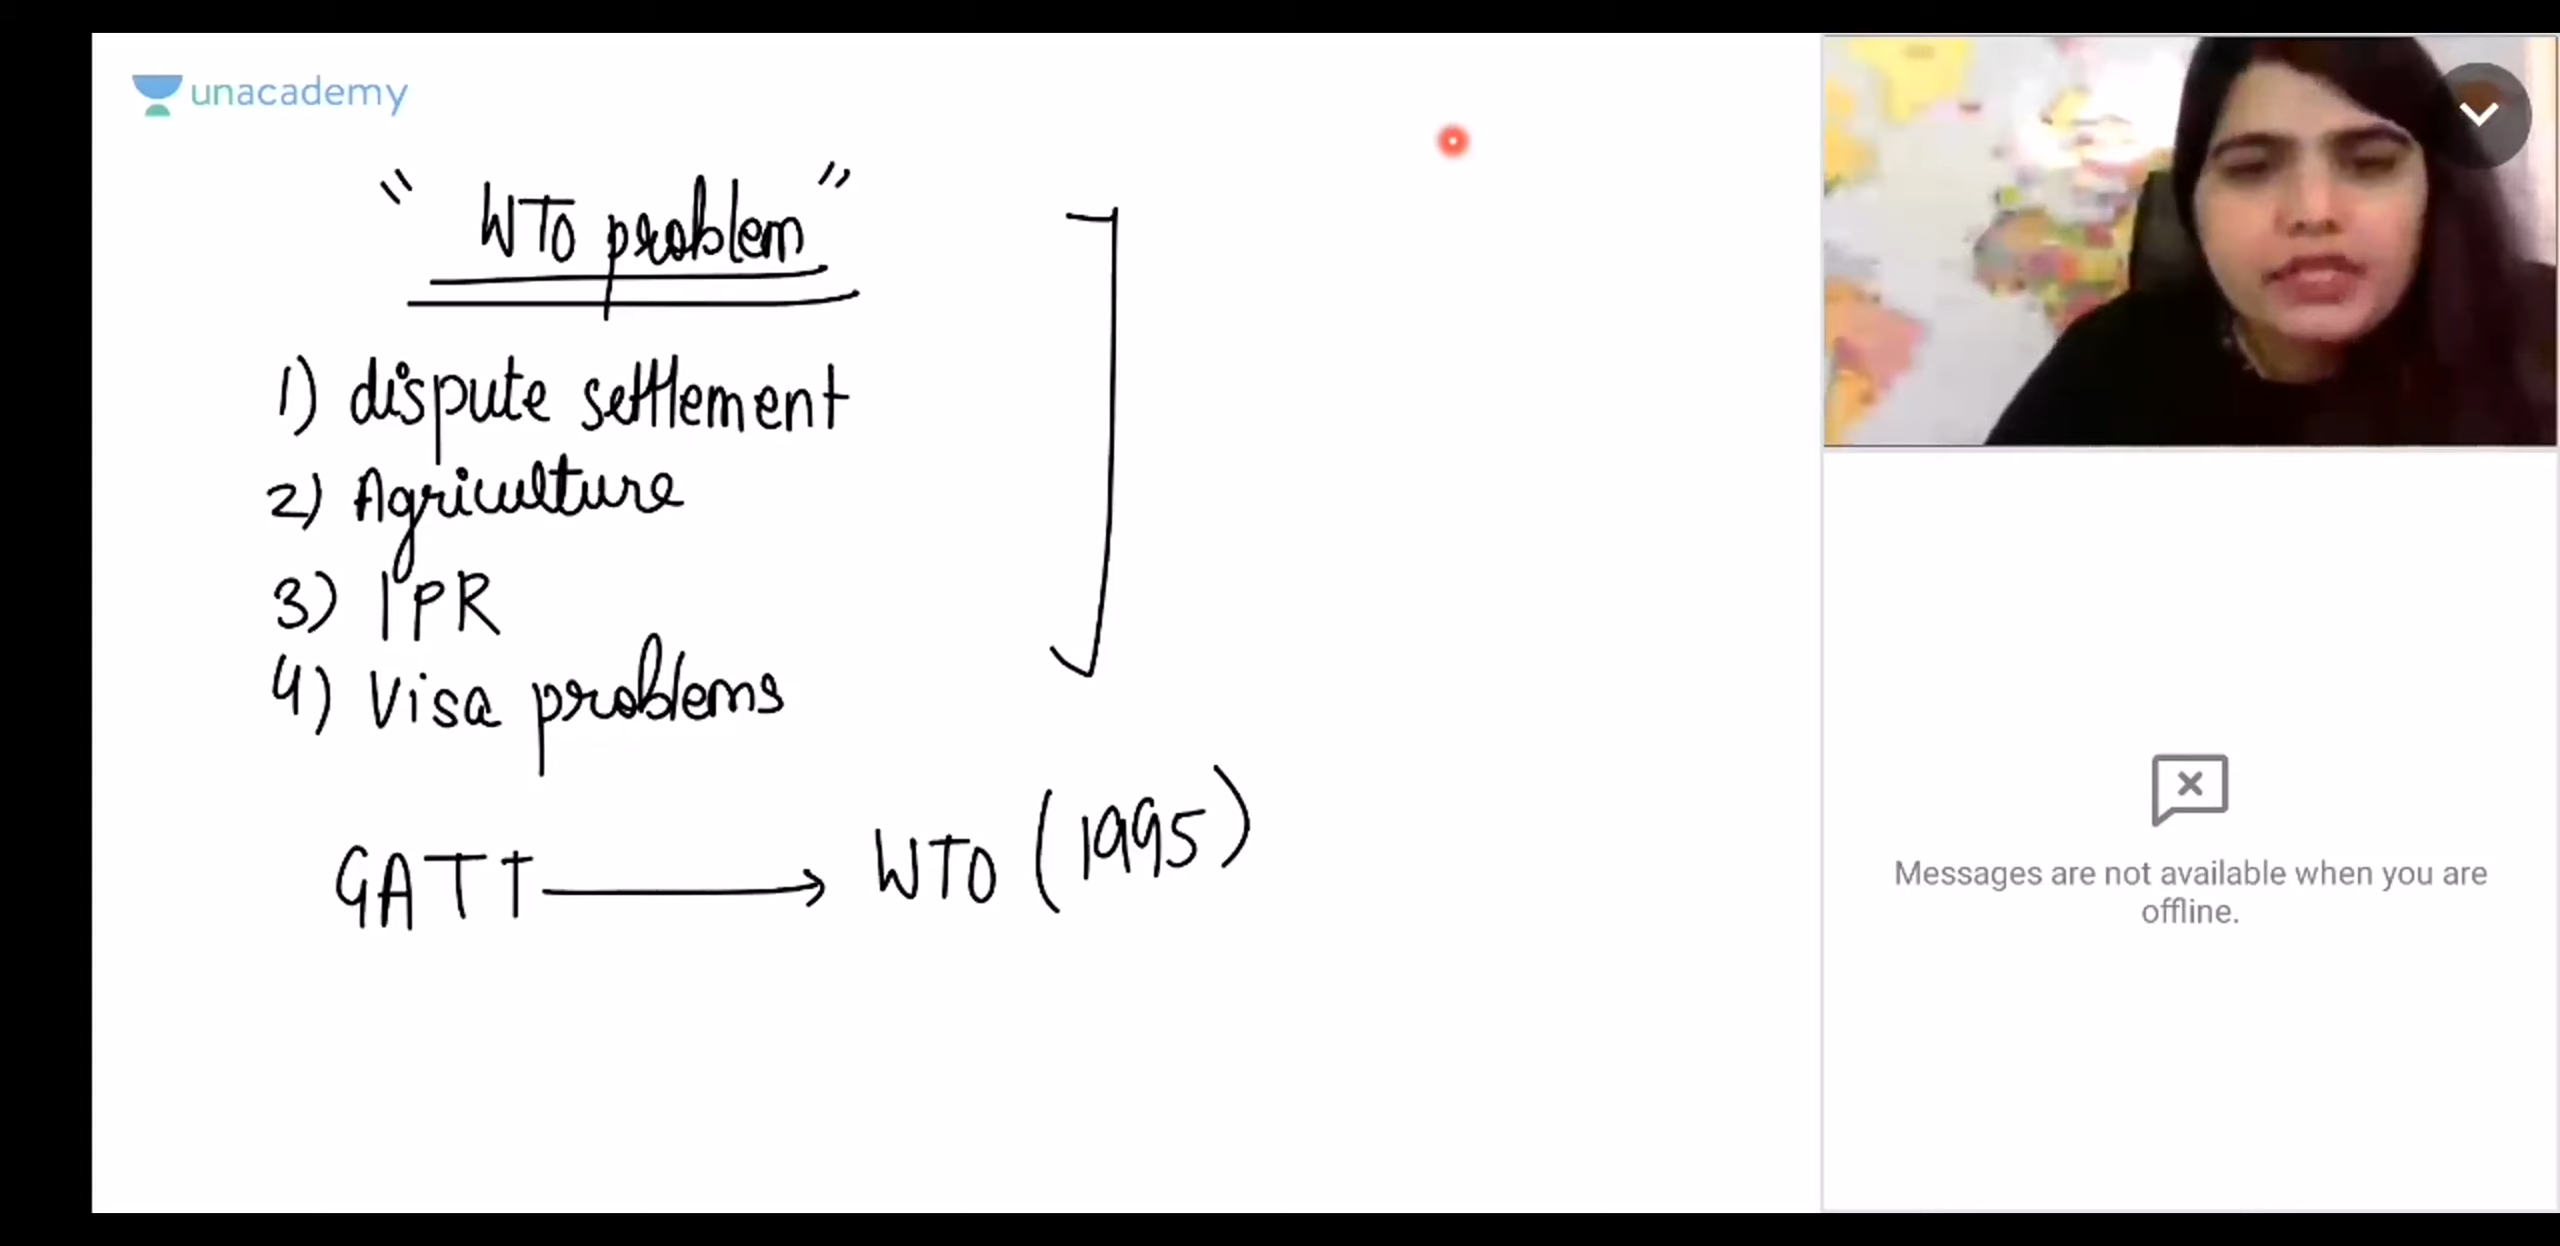 unacademy
" WTO problem "
1) dispute settlement
2) Agriculture
3) IPR
4) Visa problems
GATT → WTO (1995)
Messages are not available when you are
offline.